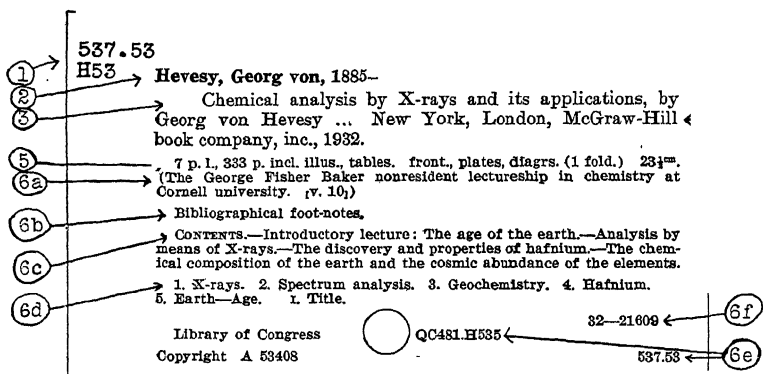 537.53
1 H53
2 Hevesy, Georg von, 1885–
3 Chemical analysis by X-rays and its applications, by
Georg von Hevesy ... New York, London, McGraw-Hill
book company, inc., 1932.
5 7 p. l., 333 p. incl. illus., tables. front., plates, diagrs. (1 fold.) 23½ᶜᵐ.
6a (The George Fisher Baker nonresident lectureship in chemistry at
Cornell university. [v. 10])
6b Bibliographical foot-notes.
6c CONTENTS.—Introductory lecture: The age of the earth.—Analysis by
means of X-rays.—The discovery and properties of hafnium.—The chem-
ical composition of the earth and the cosmic abundance of the elements.
6d 1. X-rays. 2. Spectrum analysis. 3. Geochemistry. 4. Hafnium.
5. Earth—Age. I. Title.
32—21609 6f
Library of Congress QC481.H535
Copyright A 53408 537.53 6e